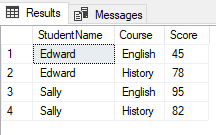 Results Messages
StudentName Course Score
1 Edward English 45
2 Edward History 78
3 Sally English 95
4 Sally History 82